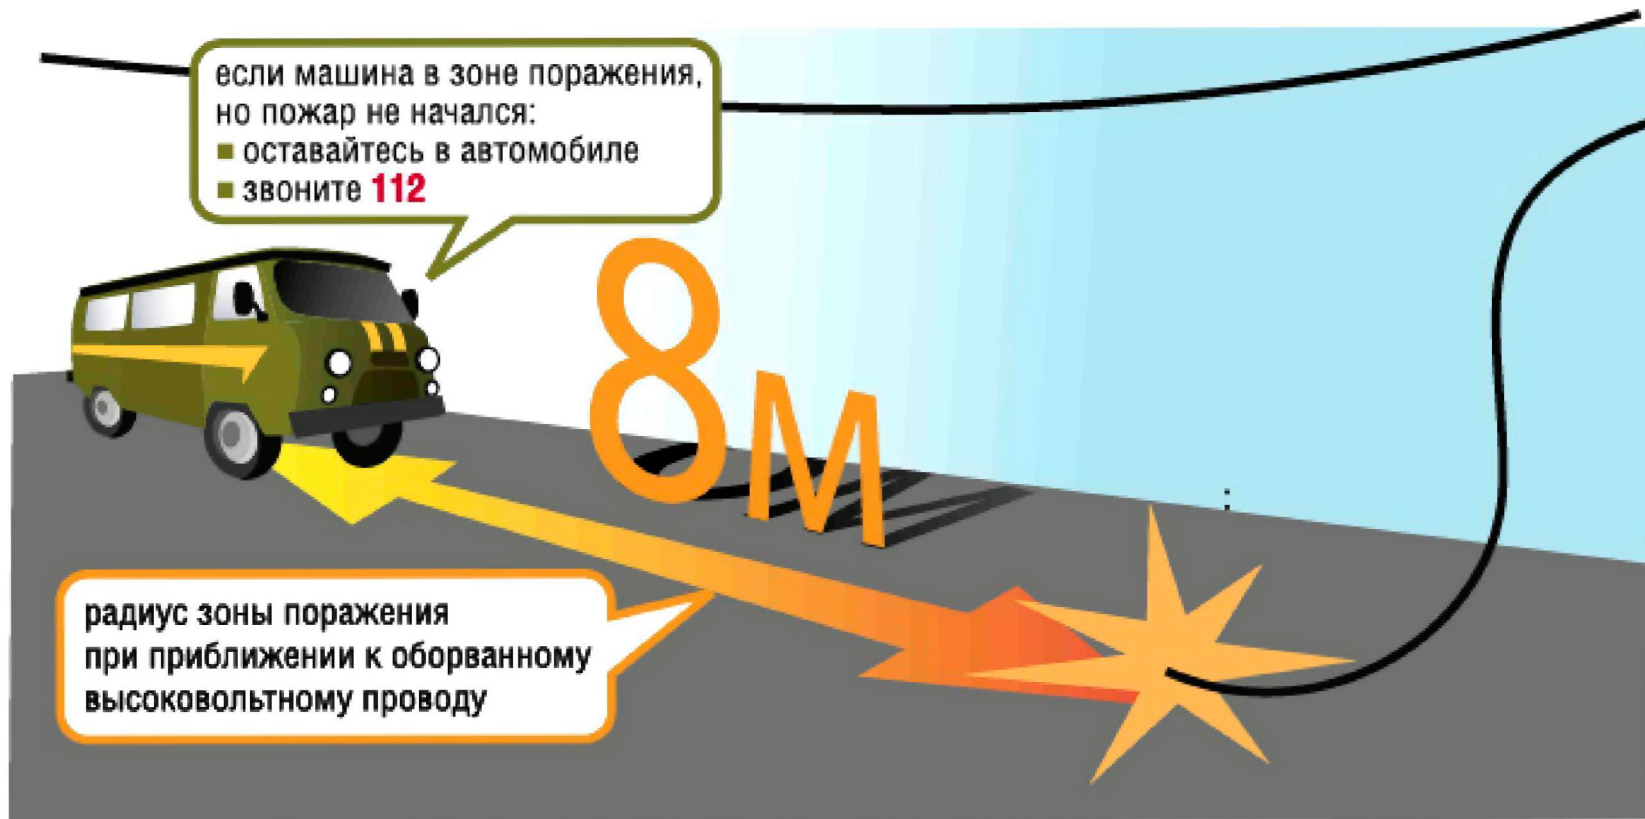 если машина в зоне поражения,
но пожар не начался:
■ оставайтесь в автомобиле
■ звоните 112
8м
радиус зоны поражения
при приближении к оборванному
высоковольтному проводу